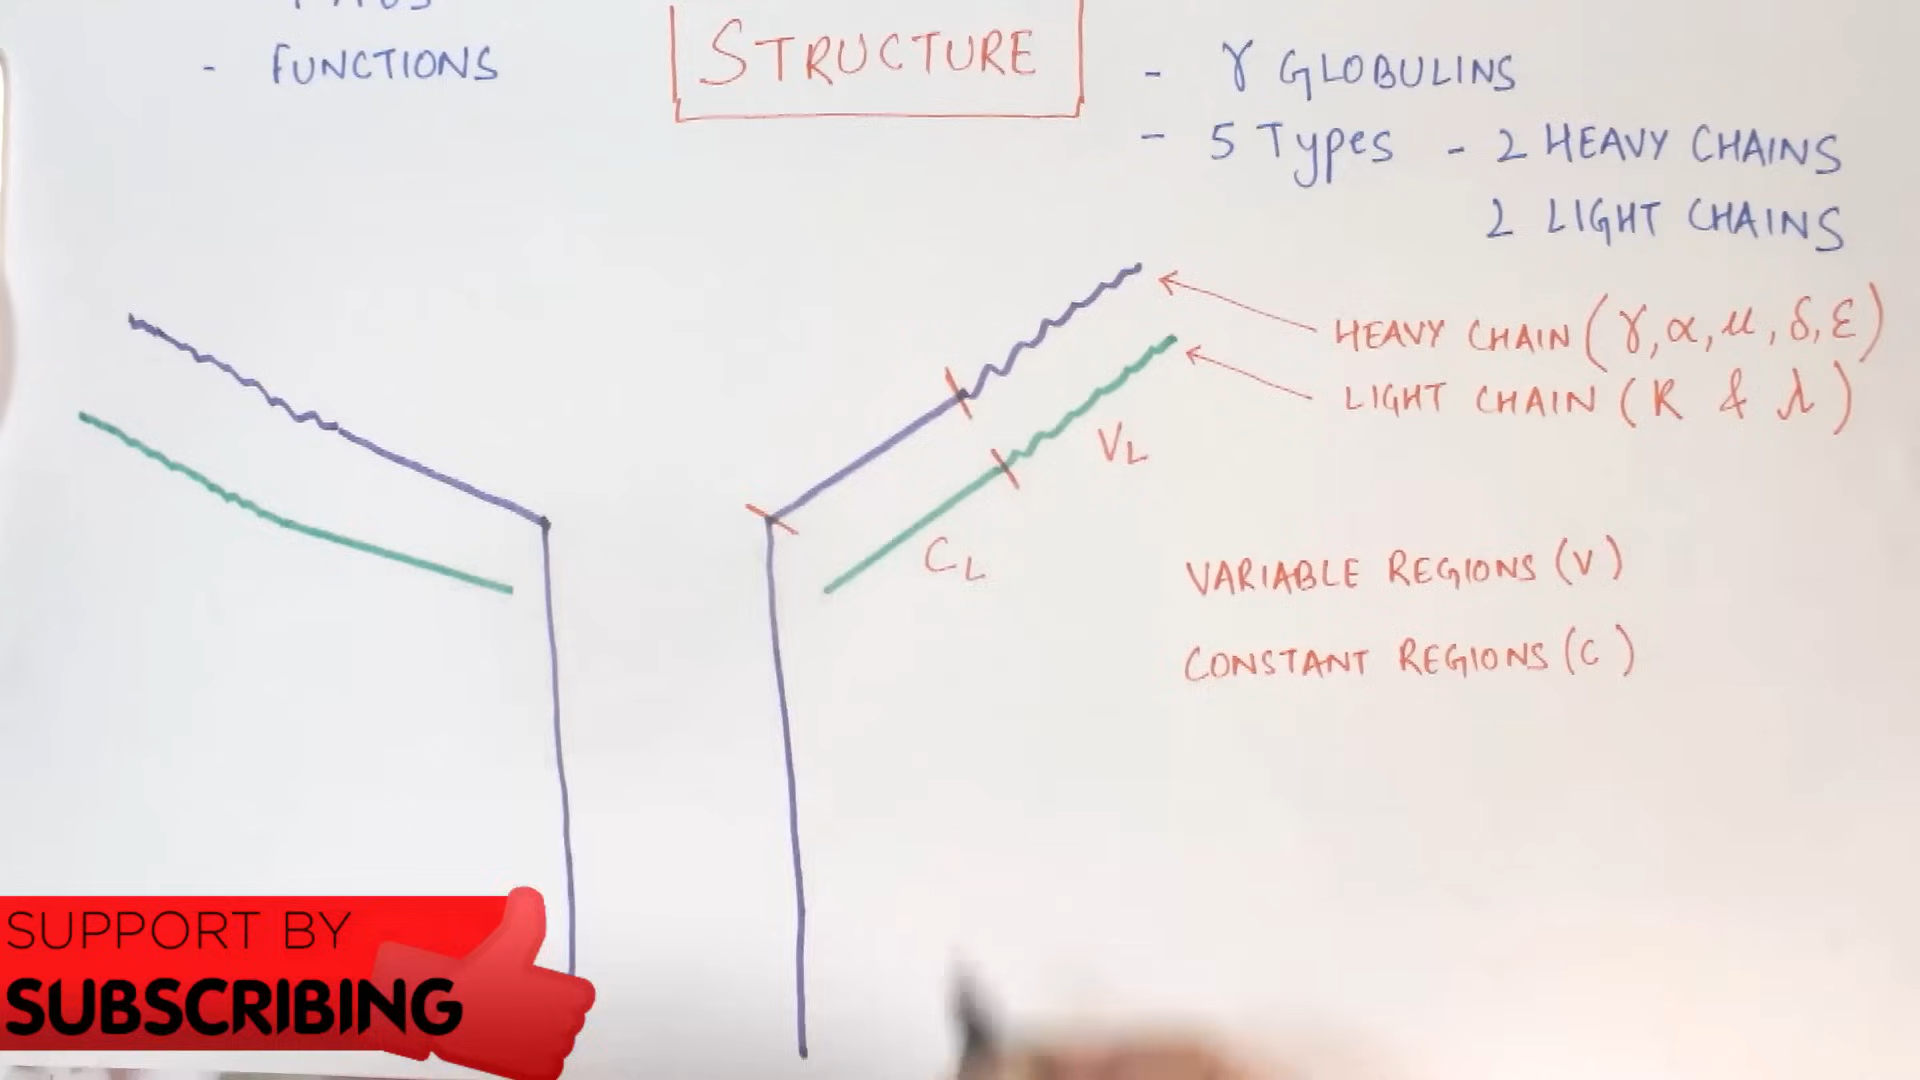 - FUNCTIONS
STRUCTURE
- γ GLOBULINS
- 5 Types - 2 HEAVY CHAINS
2 LIGHT CHAINS
HEAVY CHAIN (γ, α, μ, δ, ε)
LIGHT CHAIN (K & λ)
VL
CL
VARIABLE REGIONS (V)
CONSTANT REGIONS (C)
SUPPORT BY
SUBSCRIBING